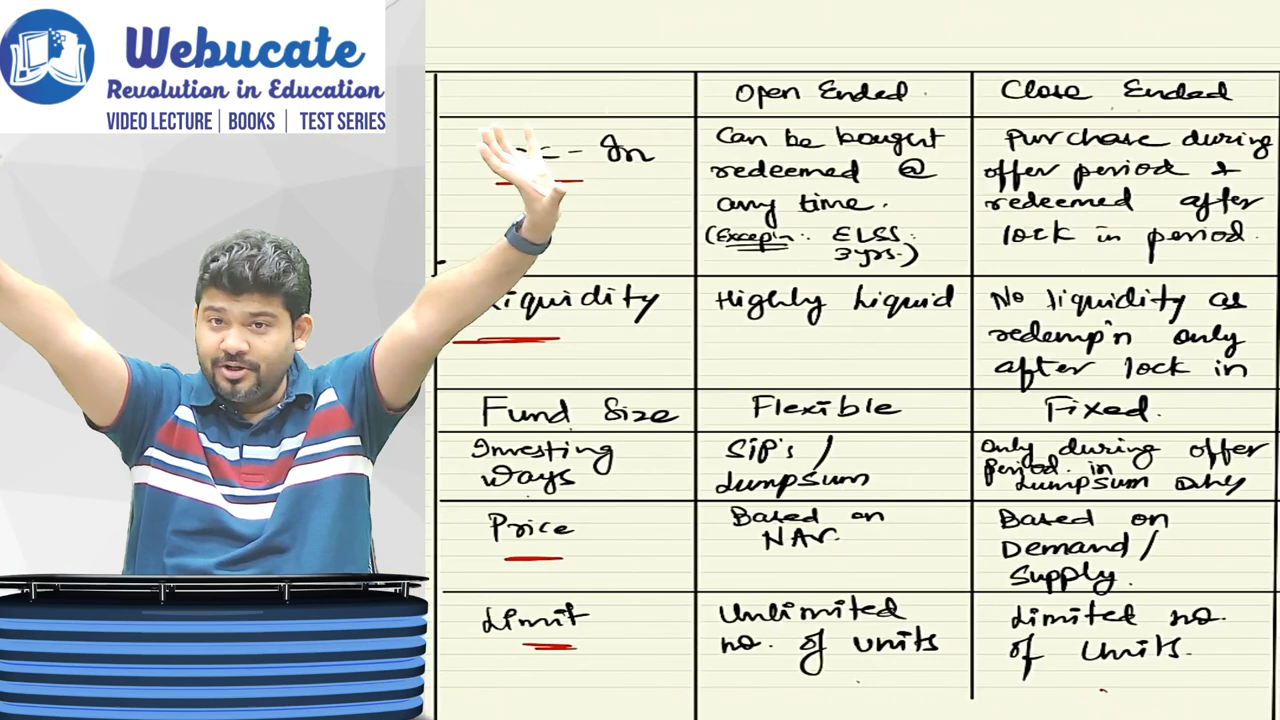 Webucate
Revolution in Education
VIDEO LECTURE | BOOKS | TEST SERIES
Open Ended
Close Ended
- In
Can be bought
redeemed @
any time.
(Excep'n: ELSS:
3yrs.)
Purchase during
offer period &
redeemed after
lock in period.
Liquidity
Highly liquid
No liquidity as
redemp'n only
after lock in
Fund Size
Flexible
Fixed.
Investing
ways
SIP's /
Lumpsum
Only during offer
period in
Lumpsum only
Price
Based on
NAV.
Based on
Demand /
Supply.
Limit
Unlimited
no. of units
Limited no.
of Units.